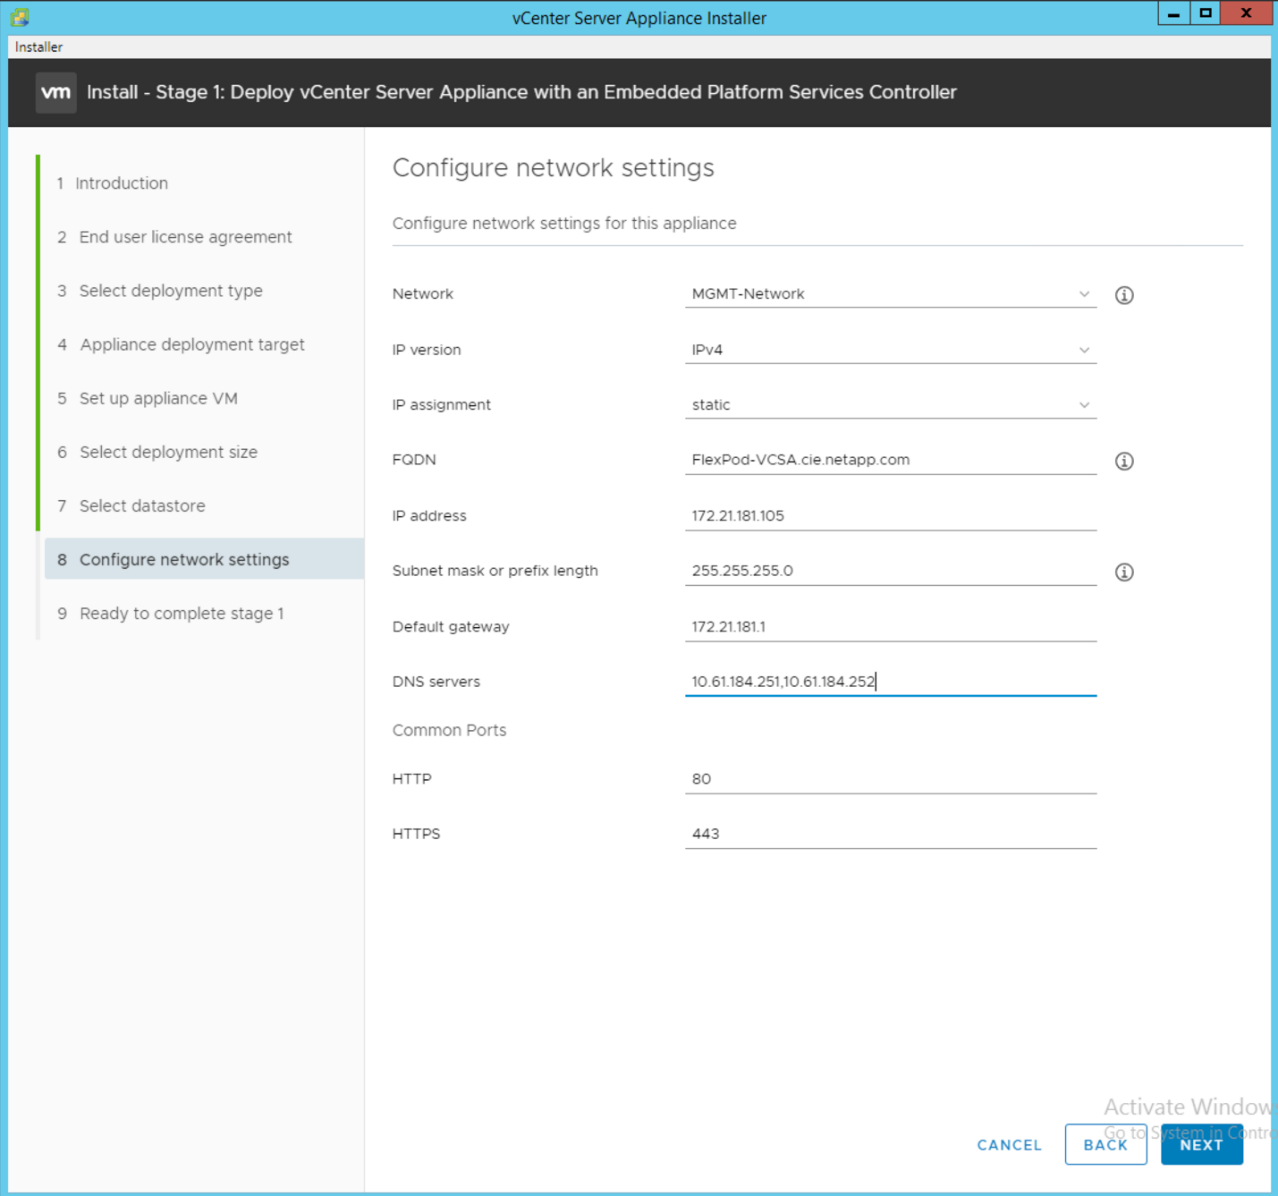 vCenter Server Appliance Installer
Installer
vm Install - Stage 1: Deploy vCenter Server Appliance with an Embedded Platform Services Controller
1 Introduction
2 End user license agreement
3 Select deployment type
4 Appliance deployment target
5 Set up appliance VM
6 Select deployment size
7 Select datastore
8 Configure network settings
9 Ready to complete stage 1
Configure network settings
Configure network settings for this appliance
Network MGMT-Network
IP version IPv4
IP assignment static
FQDN FlexPod-VCSA.cie.netapp.com
IP address 172.21.181.105
Subnet mask or prefix length 255.255.255.0
Default gateway 172.21.181.1
DNS servers 10.61.184.251,10.61.184.252
Common Ports
HTTP 80
HTTPS 443
Activate Window
Go to System in Contr
CANCEL BACK NEXT